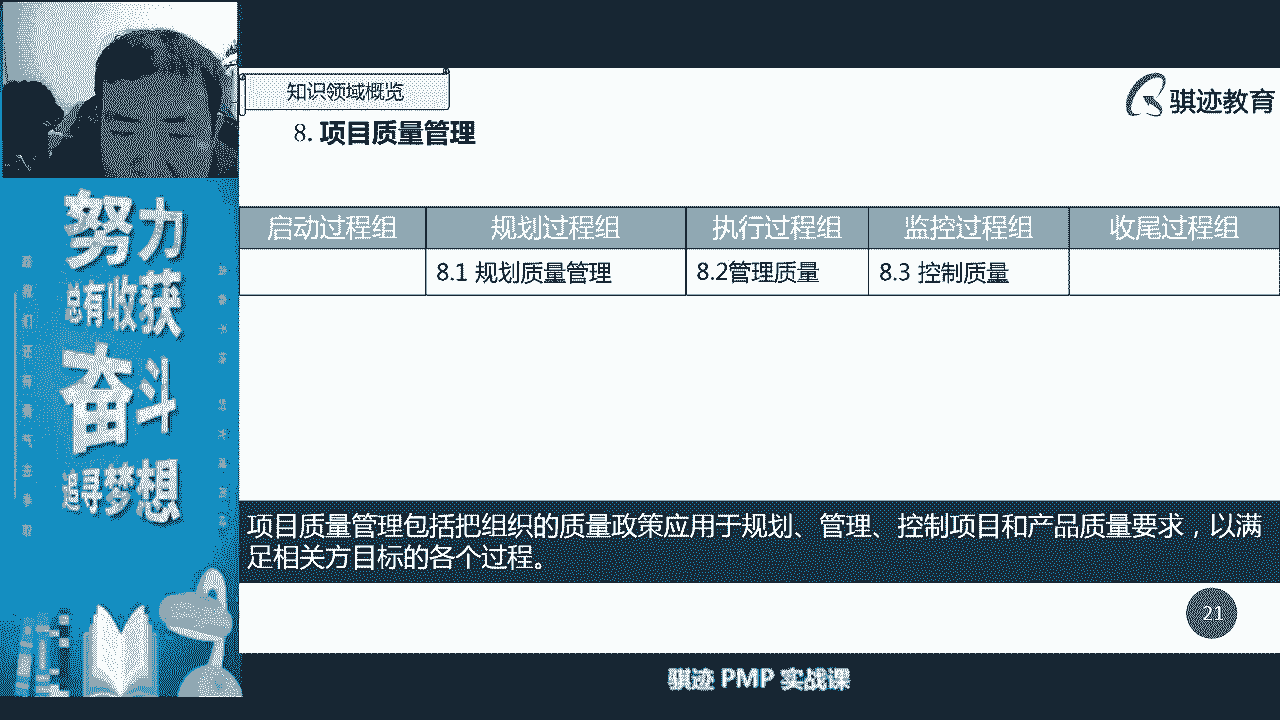 知识领域概览
骐迹教育
8. 项目质量管理
启动过程组 规划过程组 执行过程组 监控过程组 收尾过程组
8.1 规划质量管理 8.2管理质量 8.3 控制质量
项目质量管理包括把组织的质量政策应用于规划、管理、控制项目和产品质量要求，以满
足相关方目标的各个过程。
21
骐迹 PMP 实战课
努力
总有收获
奋斗
追寻梦想